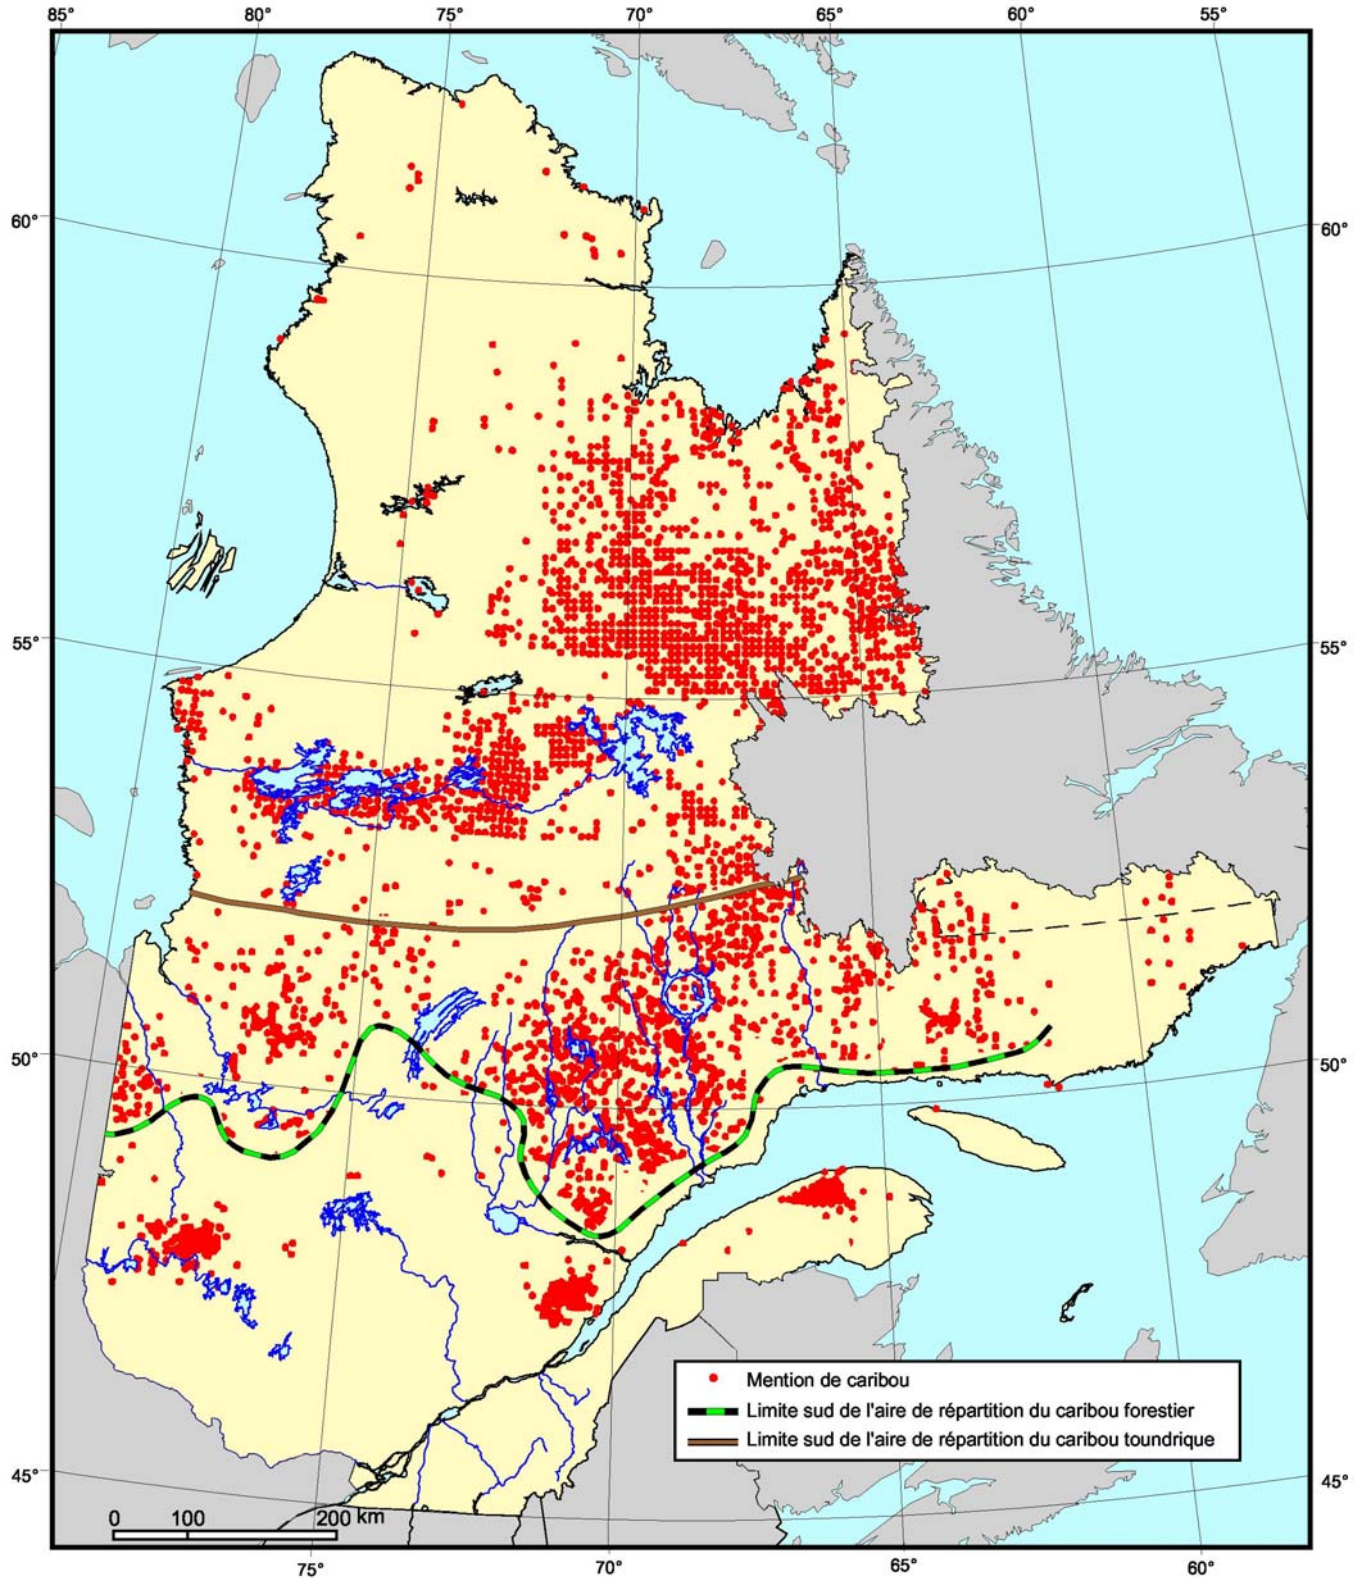 85° 80° 75° 70° 65° 60° 55°
60° 60°
55° 55°
50° 50°
Mention de caribou
Limite sud de l'aire de répartition du caribou forestier
Limite sud de l'aire de répartition du caribou toundrique
45° 45°
0 100 200 km
75° 70° 65° 60°